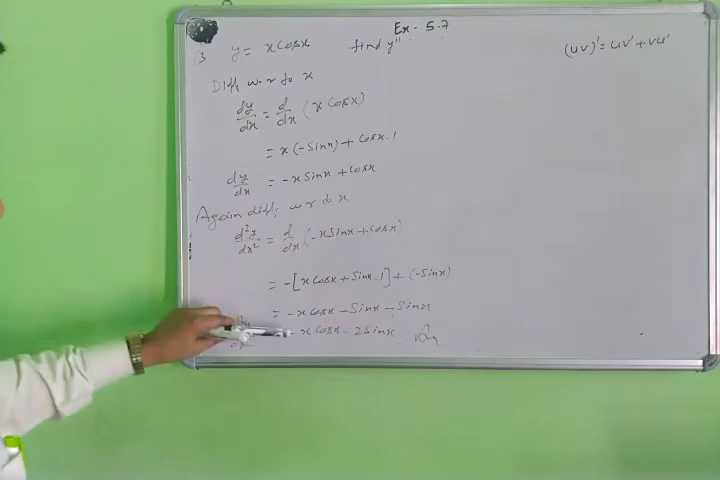 Ex - 5.7
3 y = x cosx find y"
(uv)' = uv' + vu'
Diff w r to x
dy/dx = d/dx (x cosx)
= x(-sinx) + cosx.1
dy/dx = -x sinx + cosx
Again diff w r to x
d²y/dx² = d/dx (-x sinx + cosx)
= -[x cosx + sinx.1] + (-sinx)
= -x cosx - sinx - sinx
- x cosx - 2 sinx.